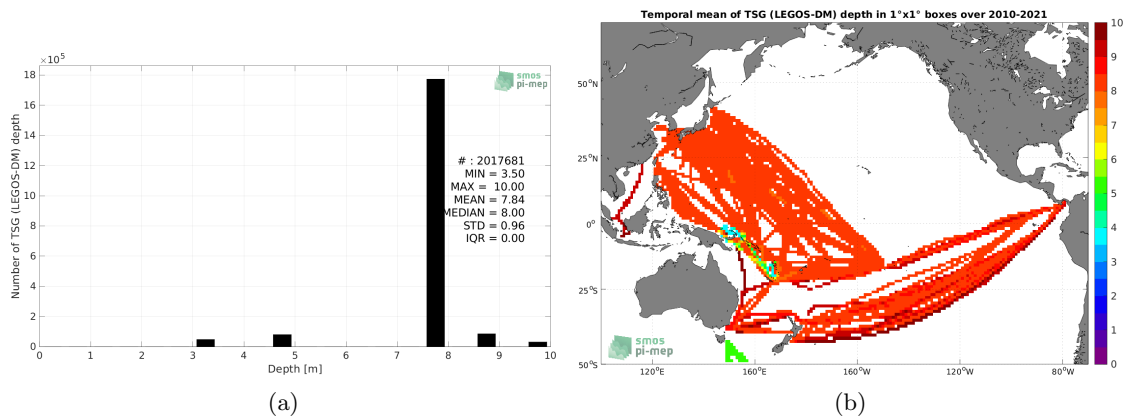 ×10⁵
18
16
14
12
10
8
6
4
2
0
Number of TSG (LEGOS-DM) depth
smos
pi-mep
# : 2017681
MIN = 3.50
MAX = 10.00
MEAN = 7.84
MEDIAN = 8.00
STD = 0.96
IQR = 0.00
0 1 2 3 4 5 6 7 8 9 10
Depth [m]
(a)
Temporal mean of TSG (LEGOS-DM) depth in 1°x1° boxes over 2010-2021
50°N
25°N
0°
25°S
50°S
120°E 160°E 160°W 120°W 80°W
smos
pi-mep
10
9
8
7
6
5
4
3
2
1
0
(b)